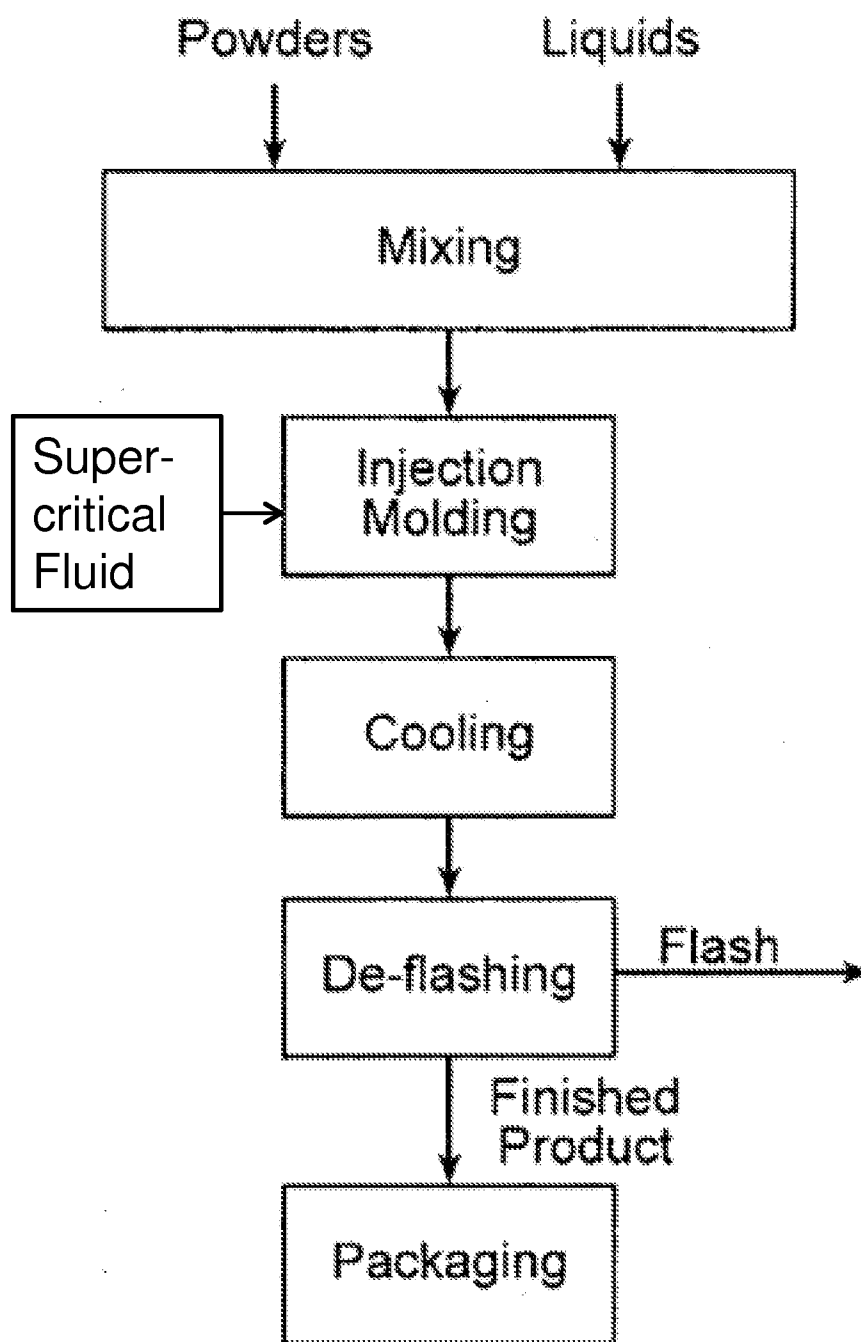 Powders
Liquids
Mixing
Super-
critical
Fluid
Injection
Molding
Cooling
De-flashing
Flash
Finished
Product
Packaging